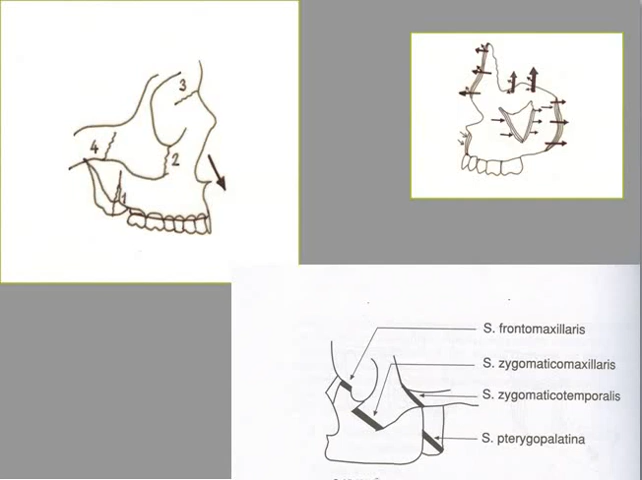 3
4
2
1
S. frontomaxillaris
S. zygomaticomaxillaris
S. zygomaticotemporalis
S. pterygopalatina